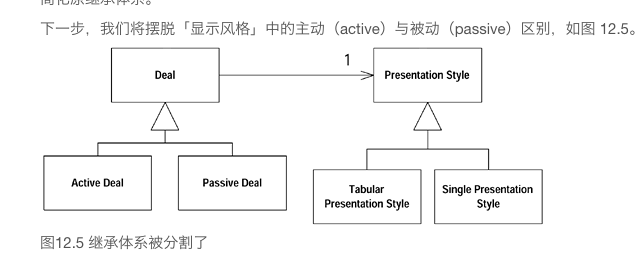 简化原继承体系。
下一步，我们将摆脱「显示风格」中的主动（active）与被动（passive）区别，如图 12.5。
1
Deal
Presentation Style
Active Deal
Passive Deal
Tabular
Presentation Style
Single Presentation
Style
图12.5 继承体系被分割了